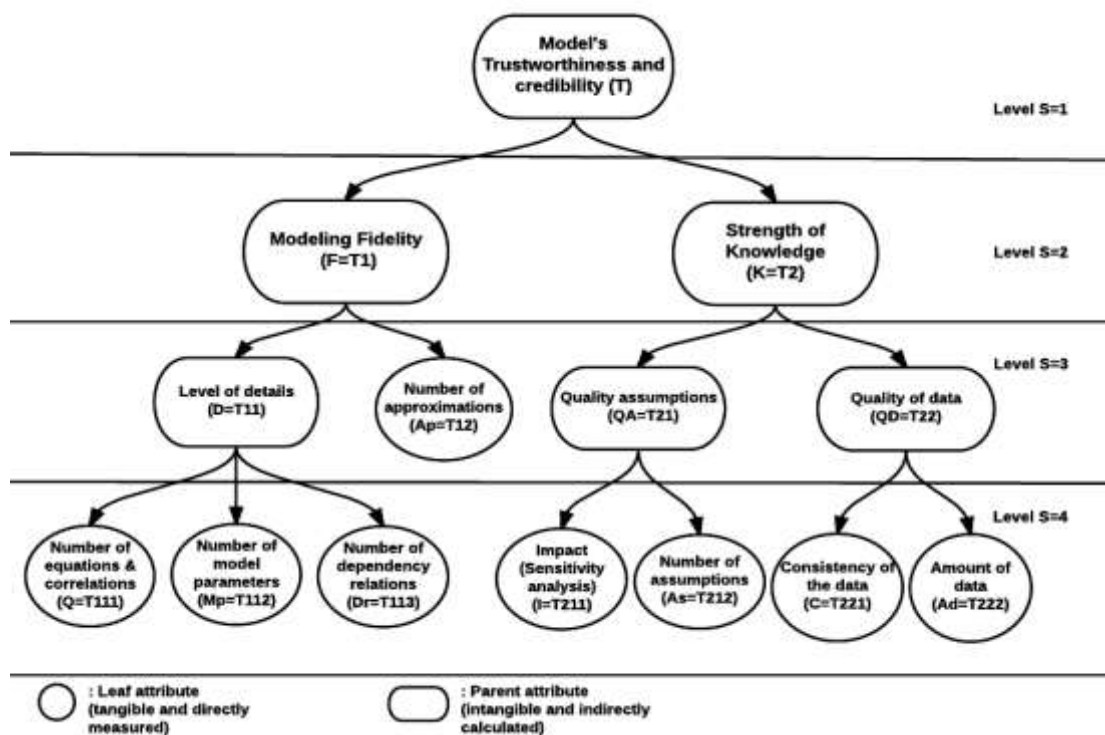 Model's
Trustworthiness and
credibility (T)
Level S=1
Modeling Fidelity
(F=T1)
Strength of
Knowledge
(K=T2)
Level S=2
Level of details
(D=T11)
Number of
approximations
(Ap=T12)
Quality assumptions
(QA=T21)
Quality of data
(QD=T22)
Level S=3
Number of
equations &
correlations
(Q=T111)
Number of
model
parameters
(Mp=T112)
Number of
dependency
relations
(Dr=T113)
Impact
(Sensitivity
analysis)
(I=T211)
Number of
assumptions
(As=T212)
Consistency of
the data
(C=T221)
Amount of
data
(Ad=T222)
Level S=4
: Leaf attribute
(tangible and directly
measured)
: Parent attribute
(intangible and indirectly
calculated)